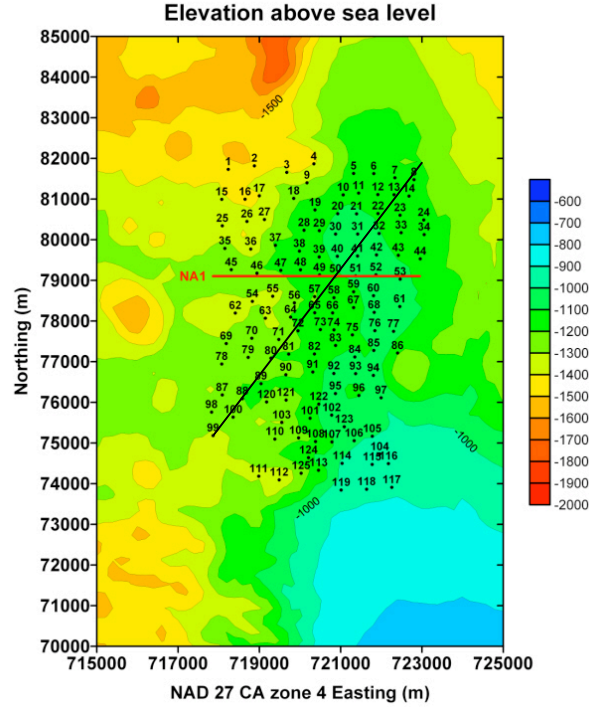 Elevation above sea level
85000
84000
83000
-1500
82000
1 2 3 4 5 6 7 8
9
81000
15 16 17 18 10 11 12 13 14
19 20 21 22 23 24
25 26 27 28 29 30 31 32 33 34
80000
35 36 37 38 39 40 41 42 43 44
45 46 47 48 49 50 51 52 53
NA1
79000
54 55 56 57 58 59 60 61
78000
62 63 64 65 66 67 68
69 70 71 72 73 74 75 76 77
77000
78 79 80 81 82 83 84 85 86
87 88 89 90 91 92 93 94
76000
98 99 100 120 121 122 95 96 97
101 102 103 123
75000
110 109 108 107 106 105 104
-1000
111 112 125 124 113 114 115 116
74000
119 118 117
-1000
73000
72000
71000
70000
715000 717000 719000 721000 723000 725000
Northing (m)
NAD 27 CA zone 4 Easting (m)
-600
-700
-800
-900
-1000
-1100
-1200
-1300
-1400
-1500
-1600
-1700
-1800
-1900
-2000